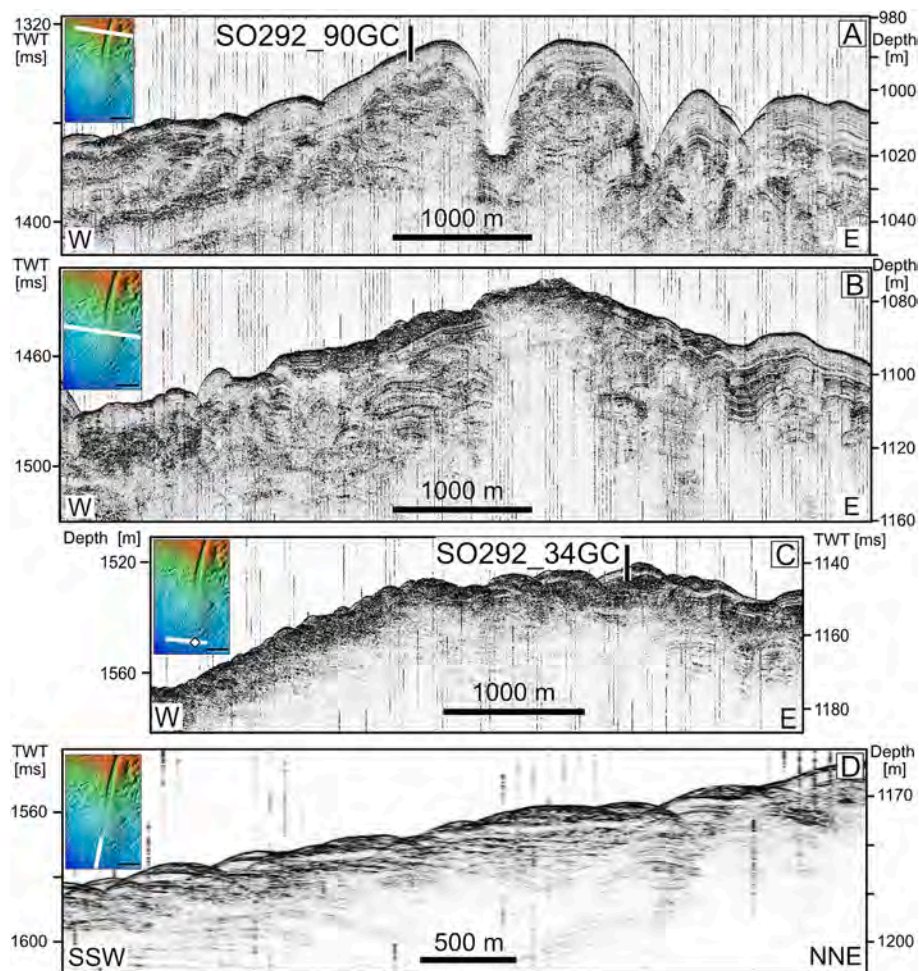 1320
TWT
[ms]
SO292_90GC
A
980
Depth
[m]
1000
1020
1040
1400
1000 m
W
E
TWT
[ms]
B
Depth
[m]
1080
1460
1100
1120
1500
1000 m
W
E
1160
Depth [m]
SO292_34GC
C
TWT [ms]
1520
1140
1160
1560
1000 m
1180
W
E
TWT
[ms]
D
Depth
[m]
1560
1170
1600
SSW
500 m
NNE
1200